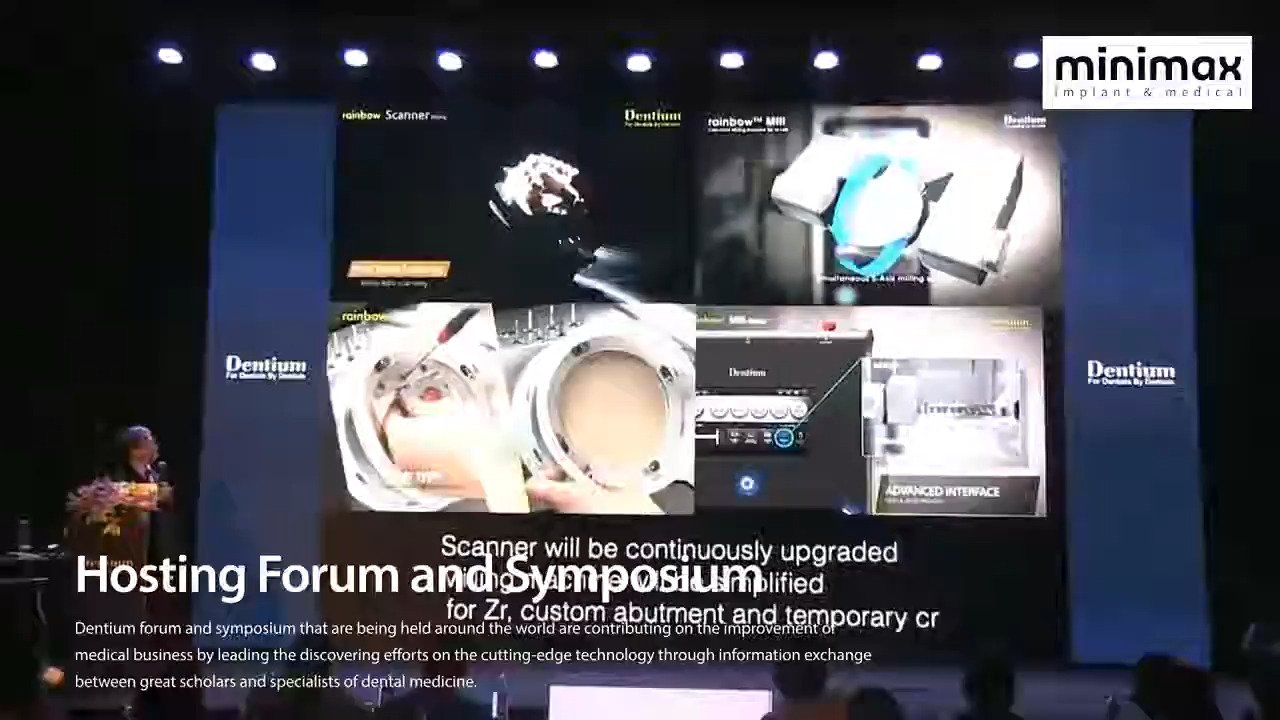 minimax
implant & medical
rainbow Scanner
Dentium
For Dentists By Dentists
rainbow™ Mill
Dentium
rainbow
Dentium
ADVANCED INTERFACE
Dentium
For Dentists By Dentists
Dentium
For Dentists By Dentists
Scanner will be continuously upgraded
for Zr, custom abutment and temporary cr
Hosting Forum and Symposium
Dentium forum and symposium that are being held around the world are contributing on the improvement of
medical business by leading the discovering efforts on the cutting-edge technology through information exchange
between great scholars and specialists of dental medicine.